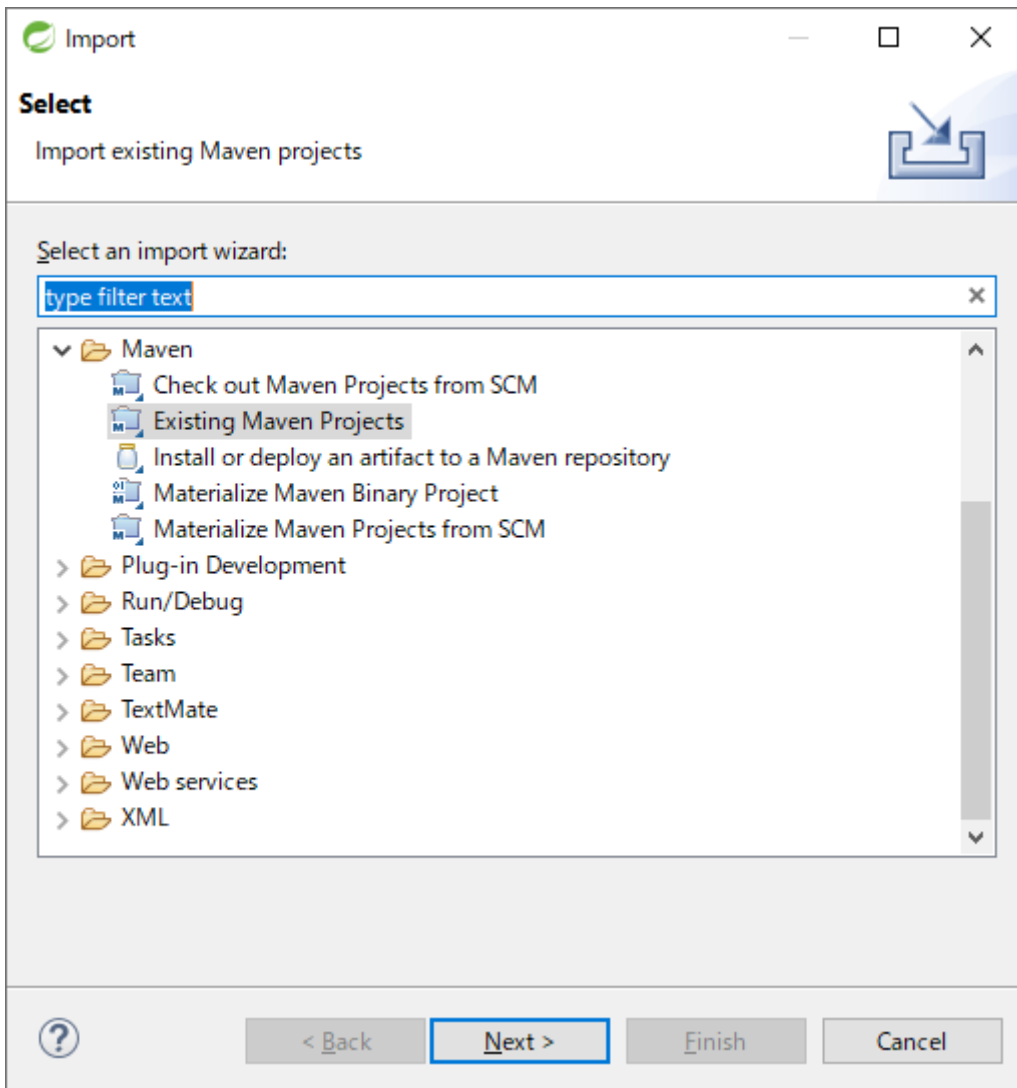 Import
Select
Import existing Maven projects
Select an import wizard:
type filter text
Maven
Check out Maven Projects from SCM
Existing Maven Projects
Install or deploy an artifact to a Maven repository
Materialize Maven Binary Project
Materialize Maven Projects from SCM
Plug-in Development
Run/Debug
Tasks
Team
TextMate
Web
Web services
XML
< Back Next > Finish Cancel